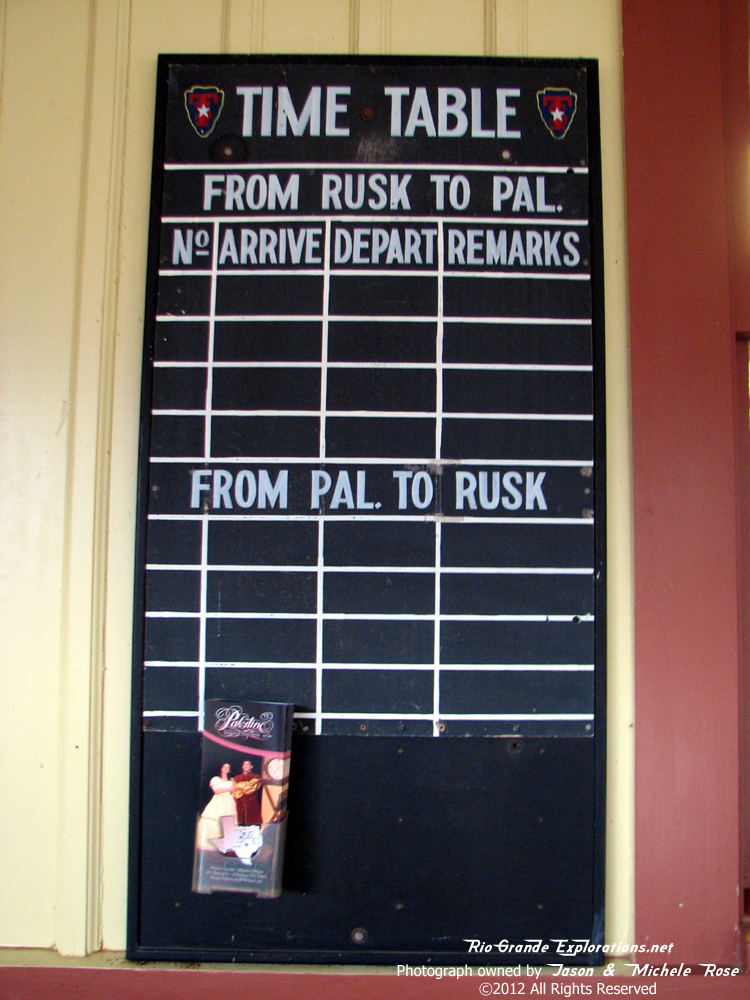 TIME TABLE
FROM RUSK TO PAL.
Nº ARRIVE DEPART REMARKS
FROM PAL. TO RUSK
Palestine
Rio Grande Explorations.net
Photograph owned by Jason & Michele Rose
©2012 All Rights Reserved